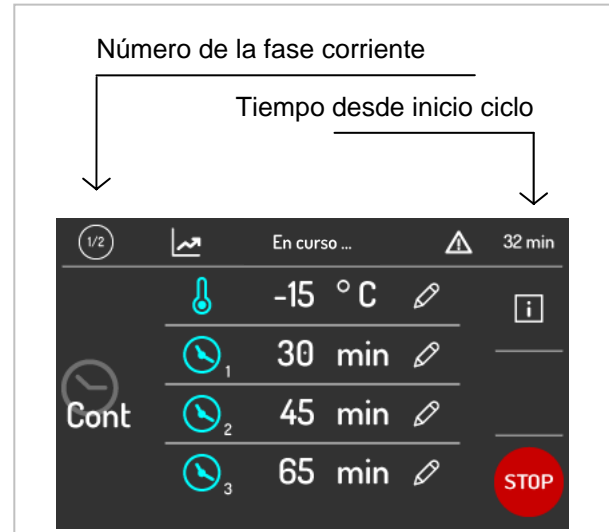 Número de la fase corriente
Tiempo desde inicio ciclo
1/2 En curso ... 32 min
-15 °C
1 30 min
Cont
2 45 min
3 65 min
STOP